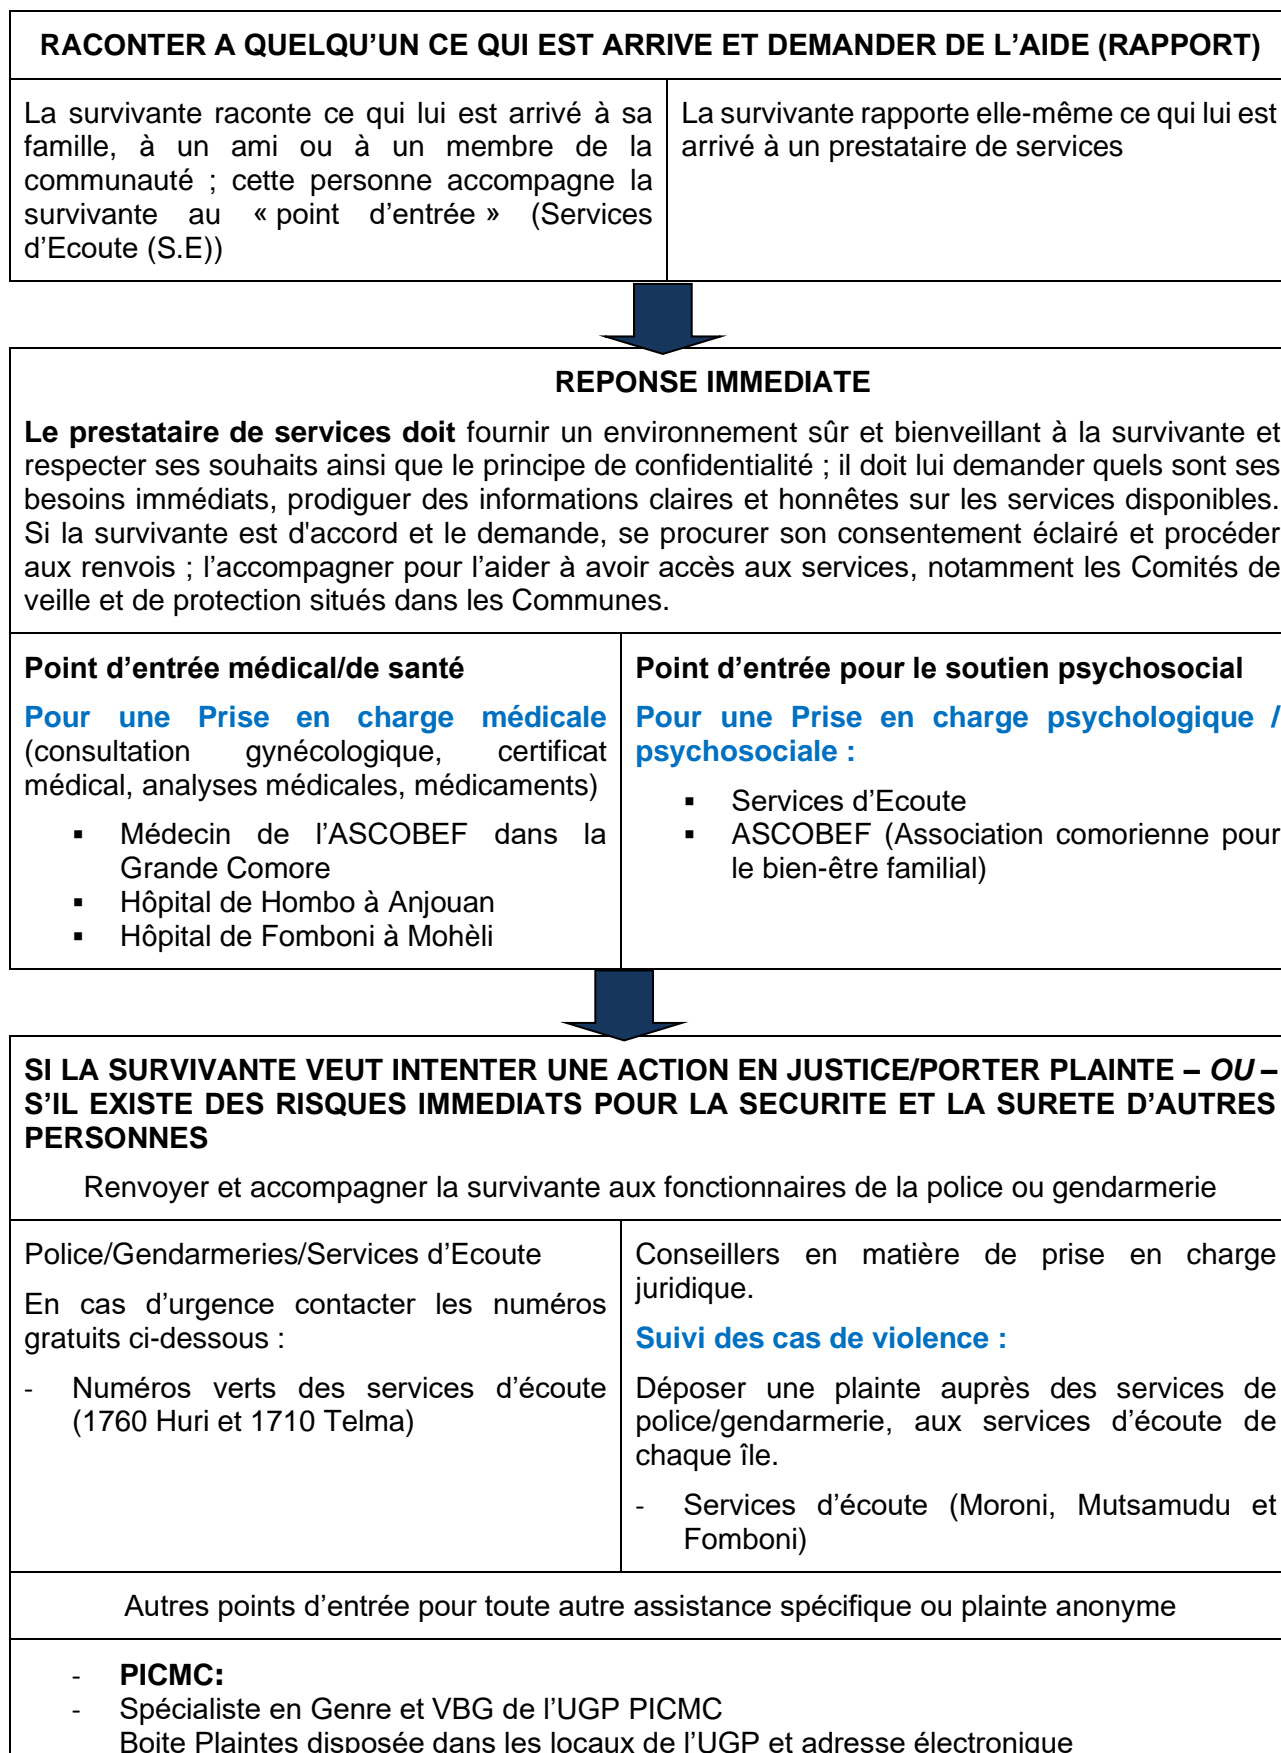 RACONTER A QUELQU’UN CE QUI EST ARRIVE ET DEMANDER DE L’AIDE (RAPPORT)
La survivante raconte ce qui lui est arrivé à sa
famille, à un ami ou à un membre de la
communauté ; cette personne accompagne la
survivante au « point d’entrée » (Services
d’Ecoute (S.E))
La survivante rapporte elle-même ce qui lui est
arrivé à un prestataire de services
REPONSE IMMEDIATE
Le prestataire de services doit fournir un environnement sûr et bienveillant à la survivante et
respecter ses souhaits ainsi que le principe de confidentialité ; il doit lui demander quels sont ses
besoins immédiats, prodiguer des informations claires et honnêtes sur les services disponibles.
Si la survivante est d'accord et le demande, se procurer son consentement éclairé et procéder
aux renvois ; l’accompagner pour l’aider à avoir accès aux services, notamment les Comités de
veille et de protection situés dans les Communes.
Point d’entrée médical/de santé
Pour une Prise en charge médicale
(consultation gynécologique, certificat
médical, analyses médicales, médicaments)
▪ Médecin de l’ASCOBEF dans la
Grande Comore
▪ Hôpital de Hombo à Anjouan
▪ Hôpital de Fomboni à Mohèli
Point d’entrée pour le soutien psychosocial
Pour une Prise en charge psychologique /
psychosociale :
▪ Services d’Ecoute
▪ ASCOBEF (Association comorienne pour
le bien-être familial)
SI LA SURVIVANTE VEUT INTENTER UNE ACTION EN JUSTICE/PORTER PLAINTE – OU –
S’IL EXISTE DES RISQUES IMMEDIATS POUR LA SECURITE ET LA SURETE D’AUTRES
PERSONNES
Renvoyer et accompagner la survivante aux fonctionnaires de la police ou gendarmerie
Police/Gendarmeries/Services d’Ecoute
En cas d’urgence contacter les numéros
gratuits ci-dessous :
- Numéros verts des services d’écoute
(1760 Huri et 1710 Telma)
Conseillers en matière de prise en charge
juridique.
Suivi des cas de violence :
Déposer une plainte auprès des services de
police/gendarmerie, aux services d’écoute de
chaque île.
- Services d’écoute (Moroni, Mutsamudu et
Fomboni)
Autres points d’entrée pour toute autre assistance spécifique ou plainte anonyme
- PICMC:
- Spécialiste en Genre et VBG de l’UGP PICMC
Boite Plaintes disposée dans les locaux de l’UGP et adresse électronique